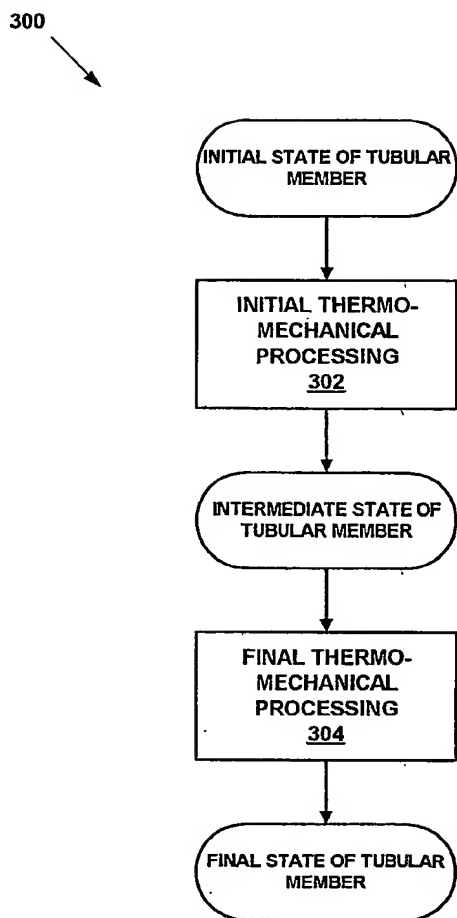 300
INITIAL STATE OF TUBULAR
MEMBER
INITIAL THERMO-
MECHANICAL
PROCESSING
302
INTERMEDIATE STATE OF
TUBULAR MEMBER
FINAL THERMO-
MECHANICAL
PROCESSING
304
FINAL STATE OF TUBULAR
MEMBER